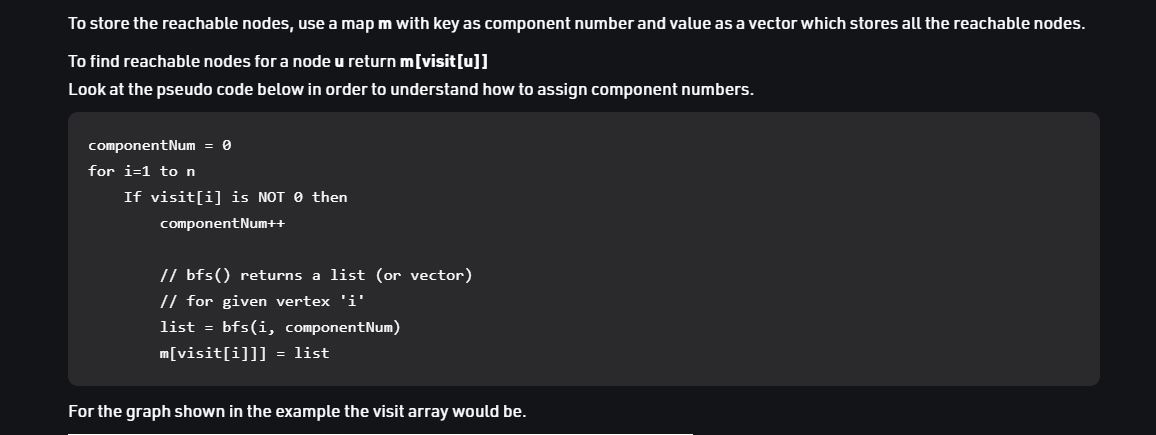 To store the reachable nodes, use a map m with key as component number and value as a vector which stores all the reachable nodes.
To find reachable nodes for a node u return m[visit[u]]
Look at the pseudo code below in order to understand how to assign component numbers.
componentNum = 0
for i=1 to n
    If visit[i] is NOT 0 then
        componentNum++
        // bfs() returns a list (or vector)
        // for given vertex 'i'
        list = bfs(i, componentNum)
        m[visit[i]]] = list
For the graph shown in the example the visit array would be.